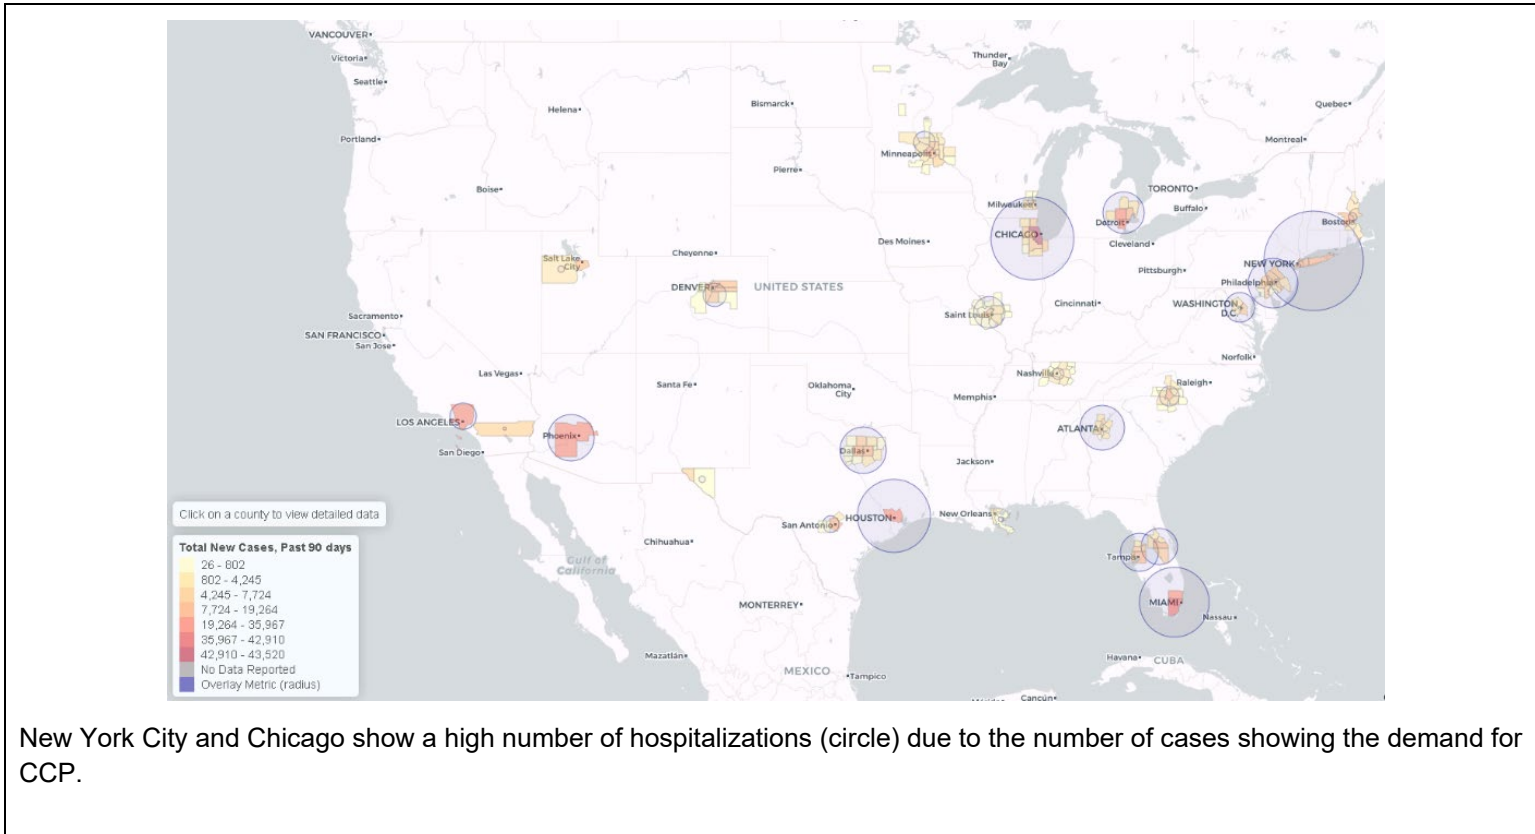 VANCOUVER
Victoria
Seattle
Thunder
Bay
Helena
Bismarck
Quebec
Portland
Montreal
Minneapolis
Pierre
Boise
TORONTO
Milwaukee
Buffalo
Detroit
Boston
CHICAGO
Des Moines
Cleveland
Salt Lake
City
Cheyenne
NEW YORK
Pittsburgh
DENVER
UNITED STATES
Philadelphia
Cincinnati
WASHINGTON
D.C.
Saint Louis
Sacramento
SAN FRANCISCO
San Jose
Norfolk
Las Vegas
Nashville
Santa Fe
Oklahoma
City
Raleigh
Memphis
LOS ANGELES
Phoenix
ATLANTA
San Diego
Dallas
Jackson
Click on a county to view detailed data
San Antonio
HOUSTON
New Orleans
Chihuahua
Total New Cases, Past 90 days
26 - 802
802 - 4,245
4,245 - 7,724
7,724 - 19,264
19,264 - 35,967
35,967 - 42,910
42,910 - 43,520
No Data Reported
Overlay Metric (radius)
Gulf of
California
Tampa
MONTERREY
MIAMI
Nassau
Mazatlán
MEXICO
Tampico
Havana
CUBA
Cancún
New York City and Chicago show a high number of hospitalizations (circle) due to the number of cases showing the demand for
CCP.